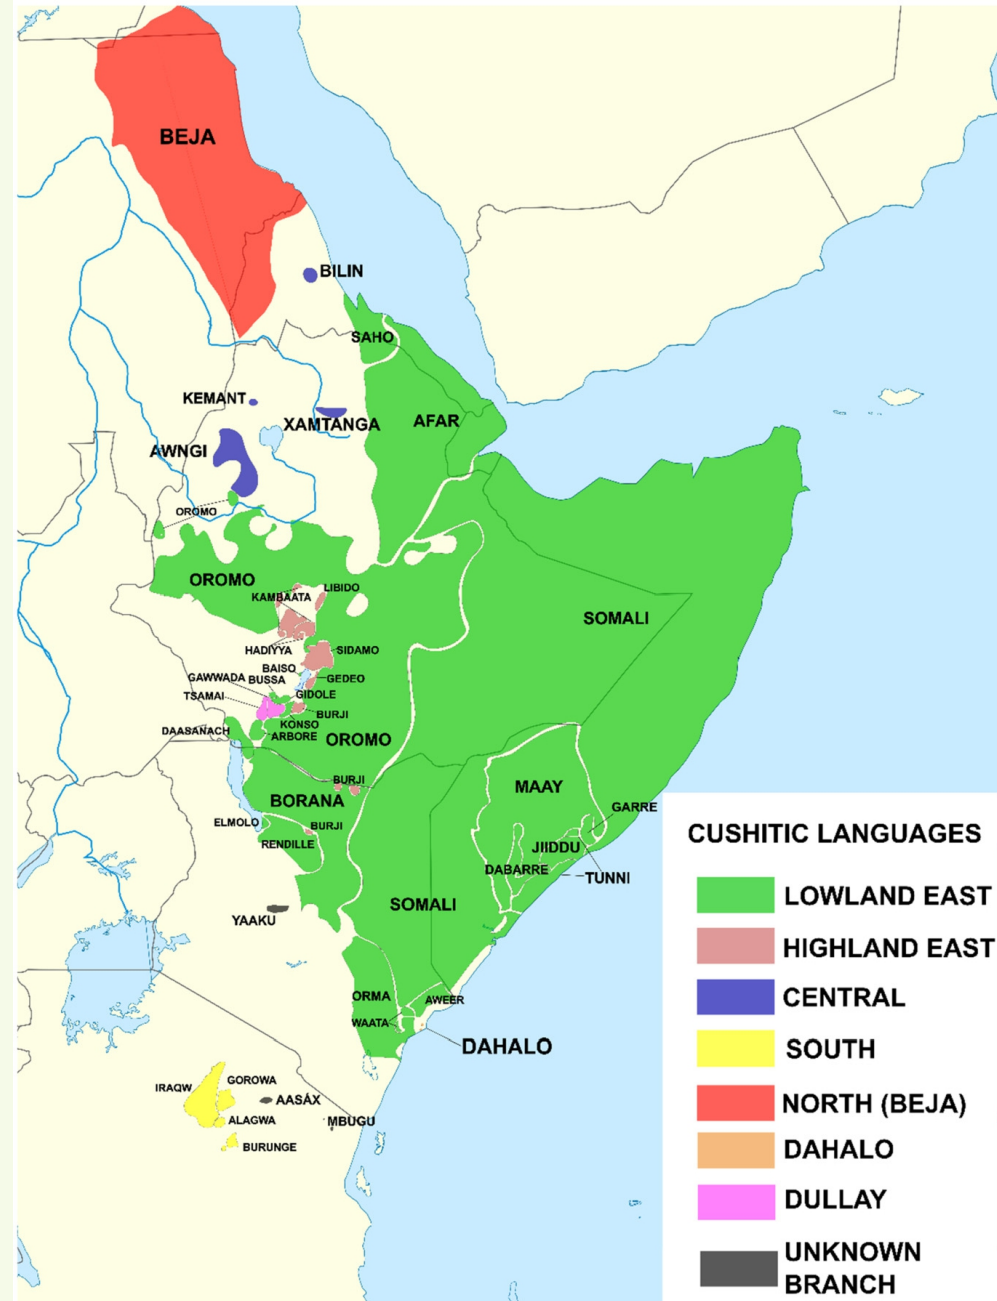 BEJA
BILIN
SAHO
KEMANT
XAMTANGA
AFAR
AWNGI
OROMO
OROMO
LIBIDO
KAMBAATA
SOMALI
HADIYYA
SIDAMO
BAISO
GAWWADA
GEDEO
BUSSA
TSAMAI
GIDOLE
BURJI
KONSO
DAASANACH
ARBORE
OROMO
BURJI
MAAY
BORANA
GARRE
ELMOLO
BURJI
RENDILLE
JIIDDU
DABARRE
TUNNI
SOMALI
YAAKU
ORMA
AWEER
WAATA
DAHALO
IRAQW
GOROWA
AASÁX
ALAGWA
MBUGU
BURUNGE
CUSHITIC LANGUAGES
LOWLAND EAST
HIGHLAND EAST
CENTRAL
SOUTH
NORTH (BEJA)
DAHALO
DULLAY
UNKNOWN
BRANCH